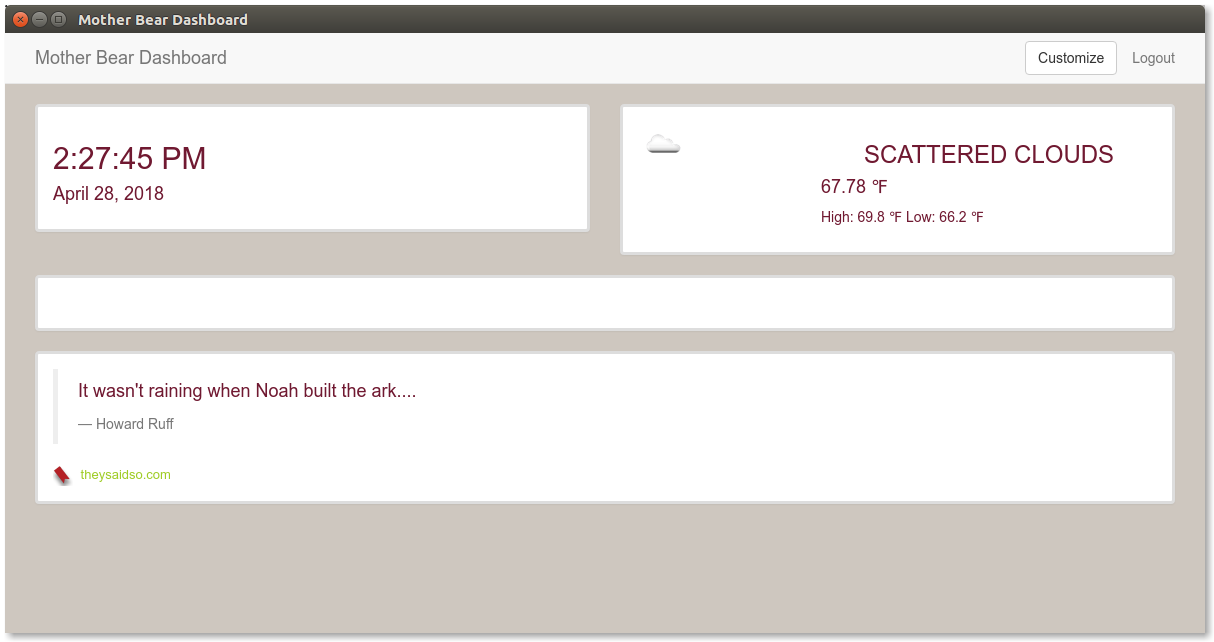 Mother Bear Dashboard
Mother Bear Dashboard
Customize
Logout
2:27:45 PM
April 28, 2018
SCATTERED CLOUDS
67.78 ℉
High: 69.8 ℉ Low: 66.2 ℉
It wasn't raining when Noah built the ark....
— Howard Ruff
theysaidso.com